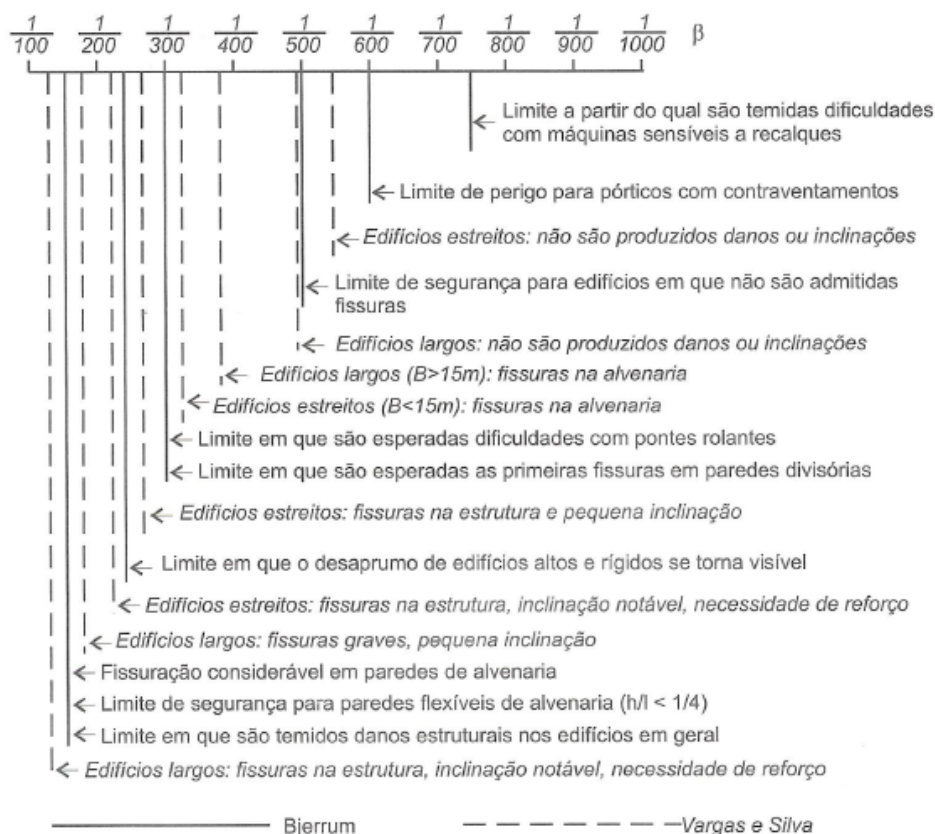 1/100 1/200 1/300 1/400 1/500 1/600 1/700 1/800 1/900 1/1000 β
Limite a partir do qual são temidas dificuldades
com máquinas sensíveis a recalques
Limite de perigo para pórticos com contraventamentos
Edifícios estreitos: não são produzidos danos ou inclinações
Limite de segurança para edifícios em que não são admitidas
fissuras
Edifícios largos: não são produzidos danos ou inclinações
Edifícios largos (B>15m): fissuras na alvenaria
Edifícios estreitos (B<15m): fissuras na alvenaria
Limite em que são esperadas dificuldades com pontes rolantes
Limite em que são esperadas as primeiras fissuras em paredes divisórias
Edifícios estreitos: fissuras na estrutura e pequena inclinação
Limite em que o desaprumo de edifícios altos e rígidos se torna visível
Edifícios estreitos: fissuras na estrutura, inclinação notável, necessidade de reforço
Edifícios largos: fissuras graves, pequena inclinação
Fissuração considerável em paredes de alvenaria
Limite de segurança para paredes flexíveis de alvenaria (h/l < 1/4)
Limite em que são temidos danos estruturais nos edifícios em geral
Edifícios largos: fissuras na estrutura, inclinação notável, necessidade de reforço
Bjerrum Vargas e Silva